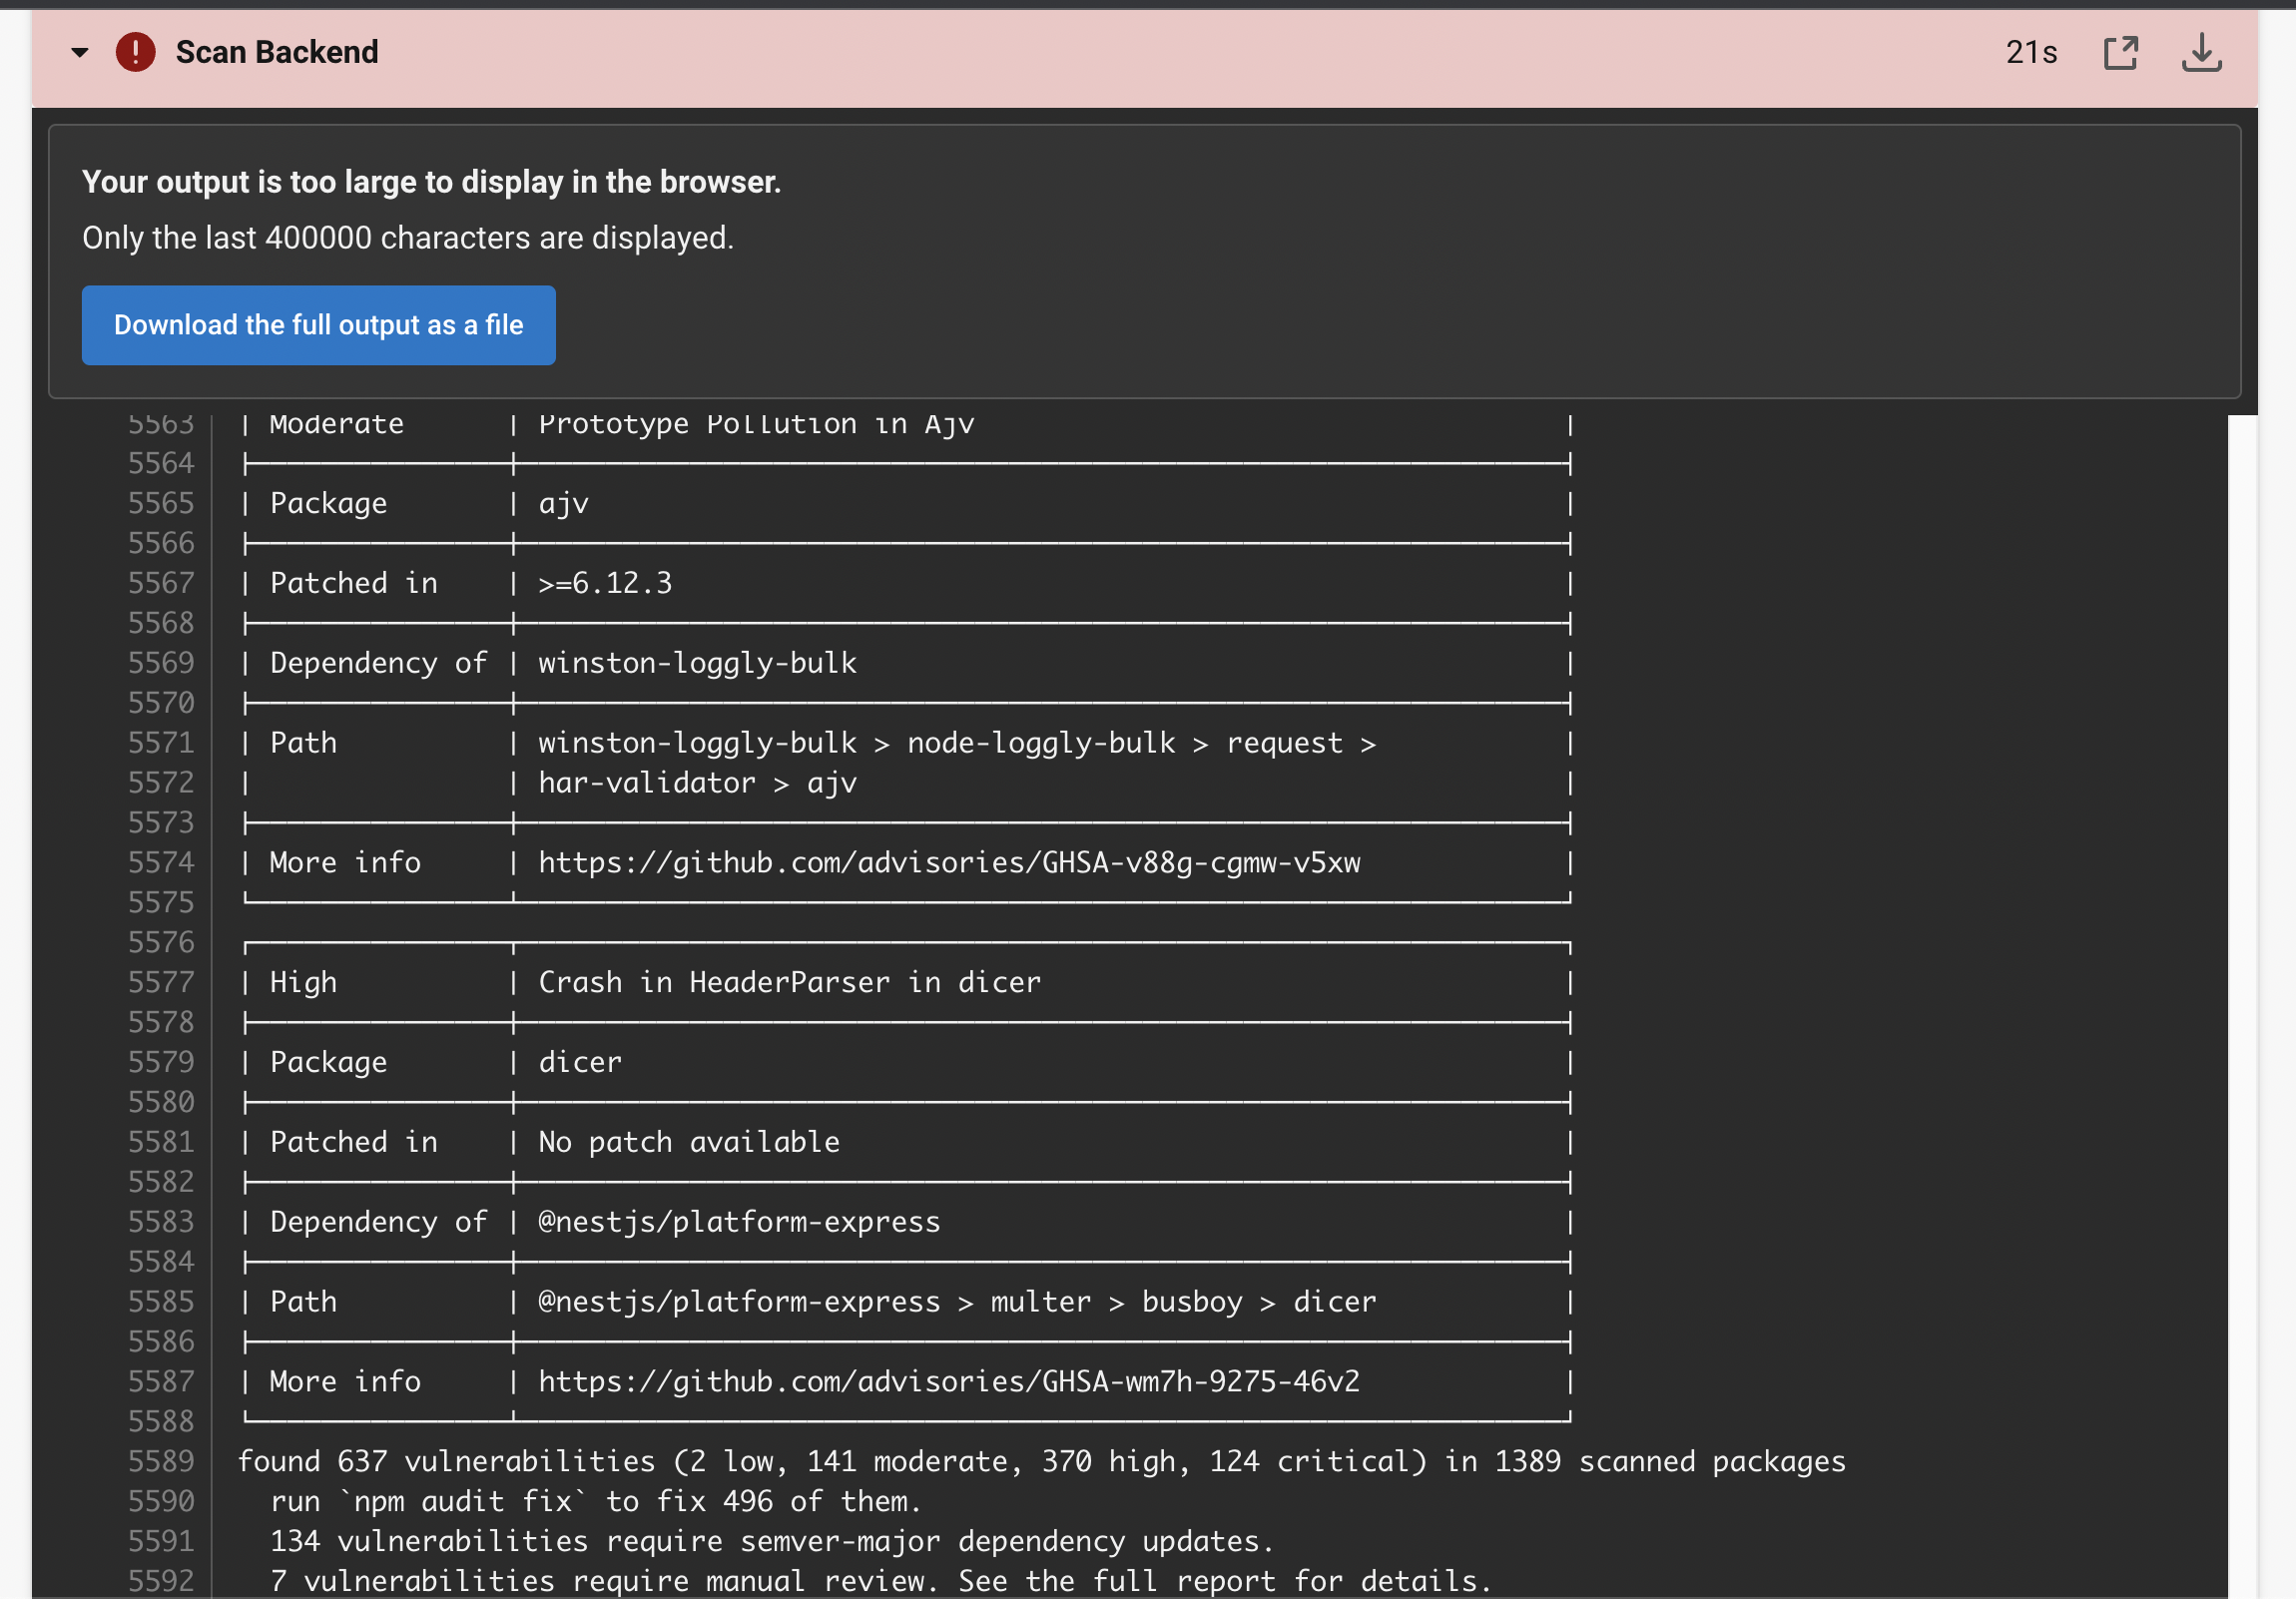 Scan Backend
21s
Your output is too large to display in the browser.
Only the last 400000 characters are displayed.
Download the full output as a file
5563 | Moderate | Prototype Pollution in Ajv |
5564
5565 | Package | ajv |
5566
5567 | Patched in | >=6.12.3 |
5568
5569 | Dependency of | winston-loggly-bulk |
5570
5571 | Path | winston-loggly-bulk > node-loggly-bulk > request > |
5572 | | har-validator > ajv |
5573
5574 | More info | https://github.com/advisories/GHSA-v88g-cgmw-v5xw |
5575
5576
5577 | High | Crash in HeaderParser in dicer |
5578
5579 | Package | dicer |
5580
5581 | Patched in | No patch available |
5582
5583 | Dependency of | @nestjs/platform-express |
5584
5585 | Path | @nestjs/platform-express > multer > busboy > dicer |
5586
5587 | More info | https://github.com/advisories/GHSA-wm7h-9275-46v2 |
5588
5589 found 637 vulnerabilities (2 low, 141 moderate, 370 high, 124 critical) in 1389 scanned packages
5590 run `npm audit fix` to fix 496 of them.
5591 134 vulnerabilities require semver-major dependency updates.
5592 7 vulnerabilities require manual review. See the full report for details.